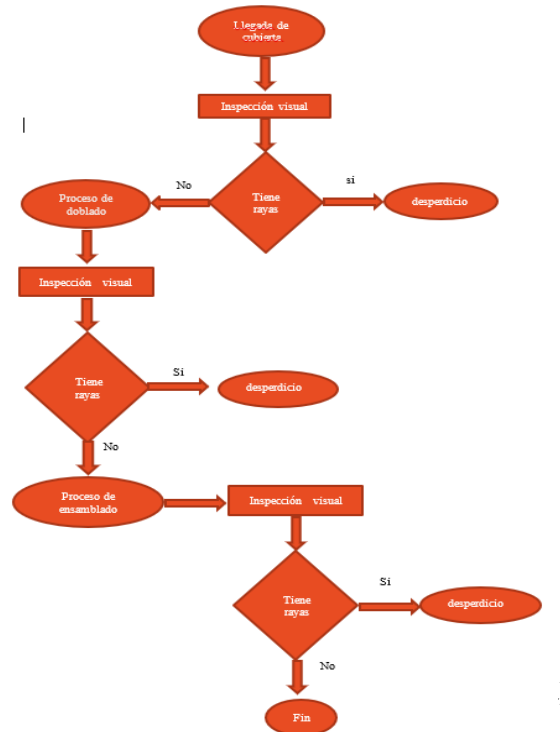 Llegada de
cubierta
Inspección visual
Tiene
rayas
No
si
Proceso de
doblado
desperdicio
Inspección visual
Tiene
rayas
Si
desperdicio
No
Proceso de
ensamblado
Inspección visual
Tiene
rayas
Si
desperdicio
No
Fin